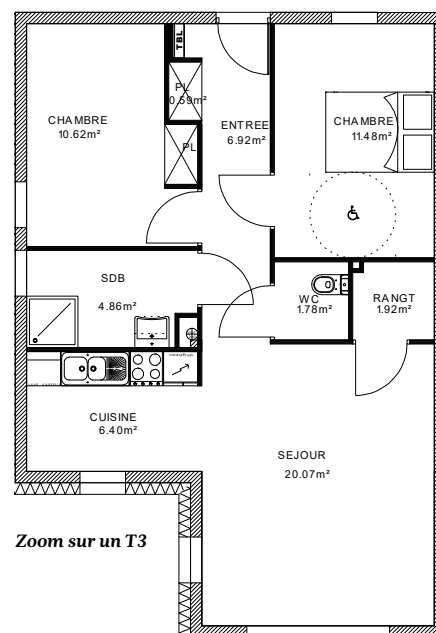 TBL
PL
0.59m²
CHAMBRE
10.62m²
ENTREE
6.92m²
CHAMBRE
11.48m²
PL
SDB
4.86m²
WC
1.78m²
RANGT
1.92m²
CUISINE
6.40m²
SEJOUR
20.07m²
Zoom sur un T3